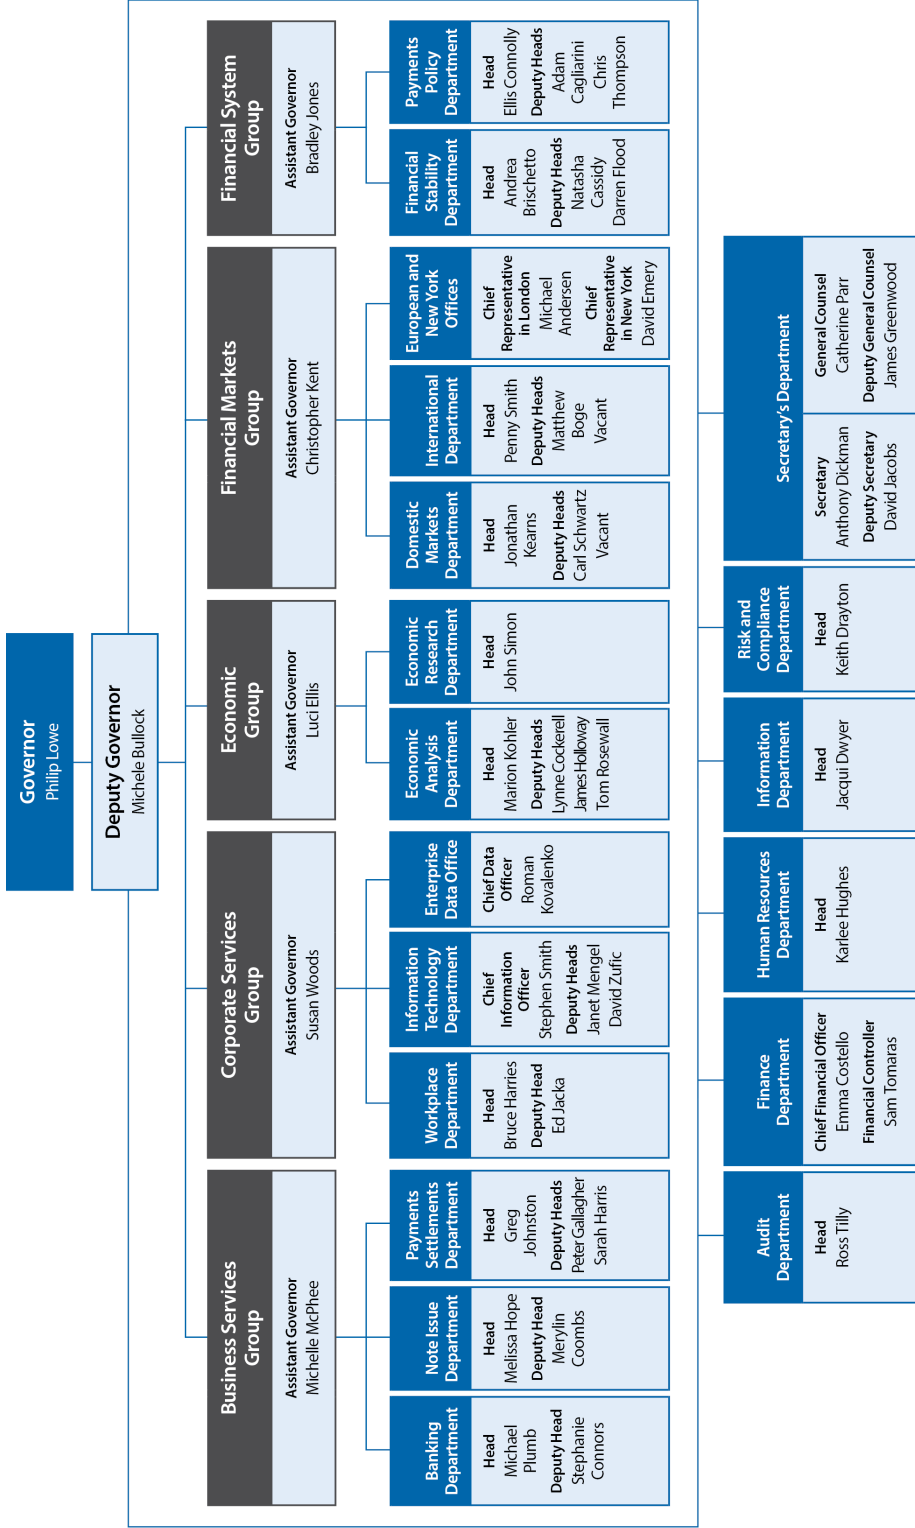 Governor
Philip Lowe
Deputy Governor
Michele Bullock
Business Services
Group
Assistant Governor
Michelle McPhee
Banking
Department
Head
Michael
Plumb
Deputy Head
Stephanie
Connors
Note Issue
Department
Head
Melissa Hope
Deputy Head
Merylin
Coombs
Payments
Settlements
Department
Head
Greg
Johnston
Deputy Heads
Peter Gallagher
Sarah Harris
Corporate Services
Group
Assistant Governor
Susan Woods
Workplace
Department
Head
Bruce Harries
Deputy Head
Ed Jacka
Information
Technology
Department
Chief
Information
Officer
Stephen Smith
Deputy Heads
Janet Mengel
David Zufic
Enterprise
Data Office
Chief Data
Officer
Roman
Kovalenko
Economic
Group
Assistant Governor
Luci Ellis
Economic
Analysis
Department
Head
Marion Kohler
Deputy Heads
Lynne Cockerell
James Holloway
Tom Rosewall
Economic
Research
Department
Head
John Simon
Financial Markets
Group
Assistant Governor
Christopher Kent
Domestic
Markets
Department
Head
Jonathan
Kearns
Deputy Heads
Carl Schwartz
Vacant
International
Department
Head
Penny Smith
Deputy Heads
Matthew
Boge
Vacant
European and
New York
Offices
Chief
Representative
in London
Michael
Andersen
Chief
Representative
in New York
David Emery
Financial System
Group
Assistant Governor
Bradley Jones
Financial
Stability
Department
Head
Andrea
Brischetto
Deputy Heads
Natasha
Cassidy
Darren Flood
Payments
Policy
Department
Head
Ellis Connolly
Deputy Heads
Adam
Cagliarini
Chris
Thompson
Audit
Department
Head
Ross Tilly
Finance
Department
Chief Financial Officer
Emma Costello
Financial Controller
Sam Tomaras
Human Resources
Department
Head
Karlee Hughes
Information
Department
Head
Jacqui Dwyer
Risk and
Compliance
Department
Head
Keith Drayton
Secretary's Department
Secretary
Anthony Dickman
Deputy Secretary
David Jacobs
General Counsel
Catherine Parr
Deputy General Counsel
James Greenwood